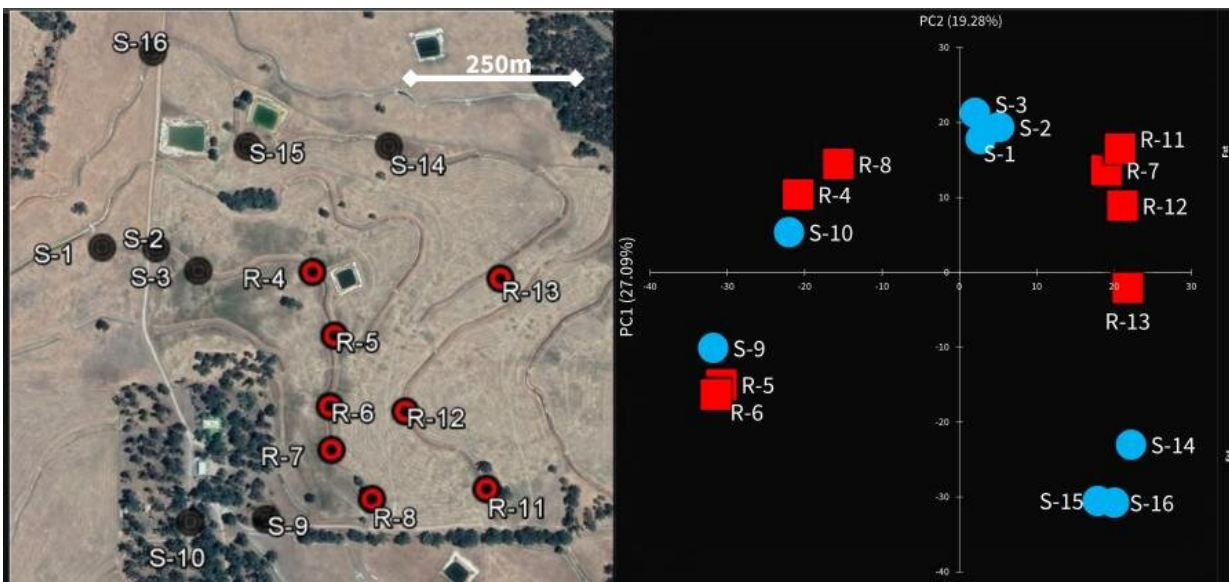 S-16
250m
S-15
S-14
S-1
S-2
S-3
R-4
R-13
R-5
R-6
R-12
R-7
R-8
R-11
S-9
S-10
PC2 (19.28%)
30
S-3
20
S-2
S-1
R-11
R-8
R-7
R-4
10
R-12
S-10
PC1 (27.09%)
-40
-30
-20
-10
0
10
20
30
R-13
S-9
-10
R-5
R-6
-20
S-14
-30
S-15
S-16
-40